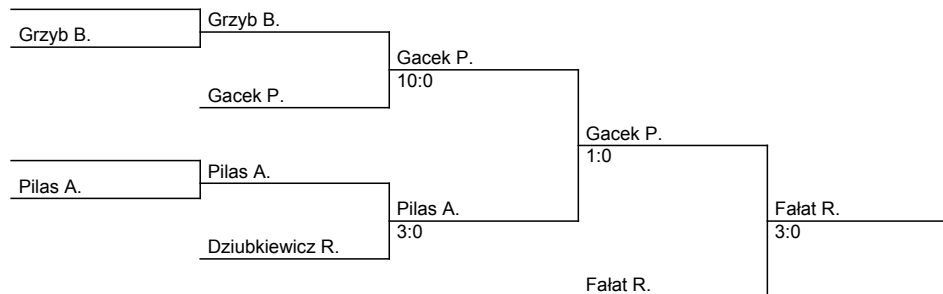 Grzyb B.
Grzyb B.
Gacek P.
10:0
Gacek P.
Gacek P.
1:0
Pilas A.
Pilas A.
Pilas A.
3:0
Dziubkiewicz R.
Fałat R.
3:0
Fałat R.